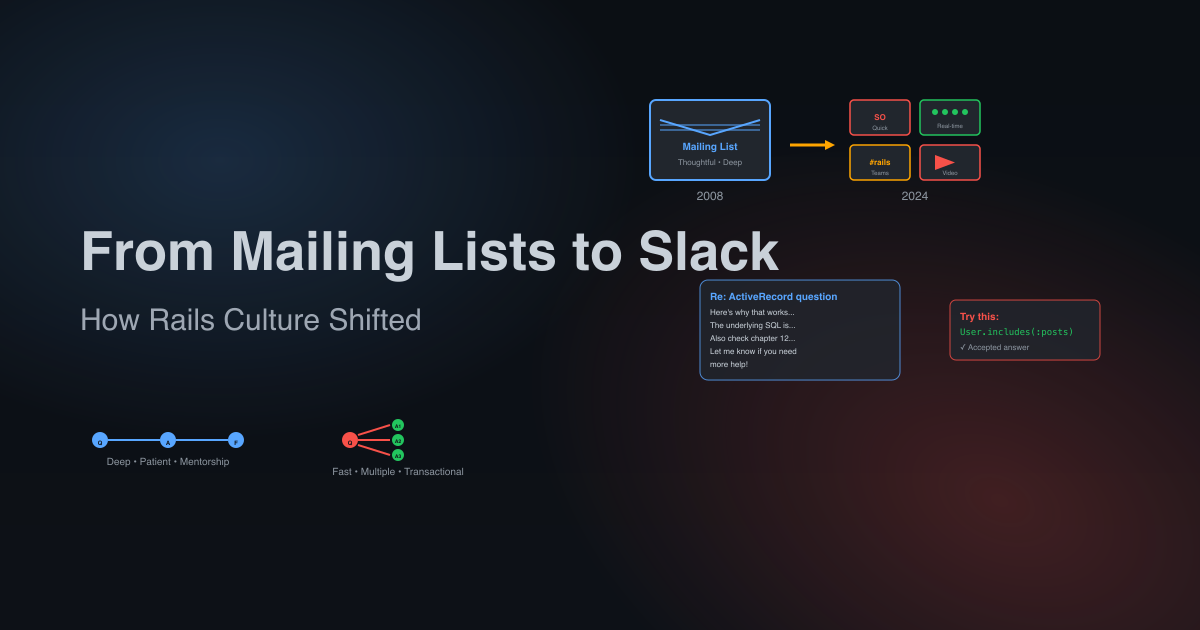 Mailing List
Thoughtful • Deep
2008
SO
Quick
Real-time
#rails
Teams
Video
2024
From Mailing Lists to Slack
How Rails Culture Shifted
Re: ActiveRecord question
Here's why that works...
The underlying SQL is...
Also check chapter 12...
Let me know if you need
more help!
Try this:
User.includes(:posts)
✓ Accepted answer
Q
A
F
Deep • Patient • Mentorship
Q
A1
A2
A3
Fast • Multiple • Transactional